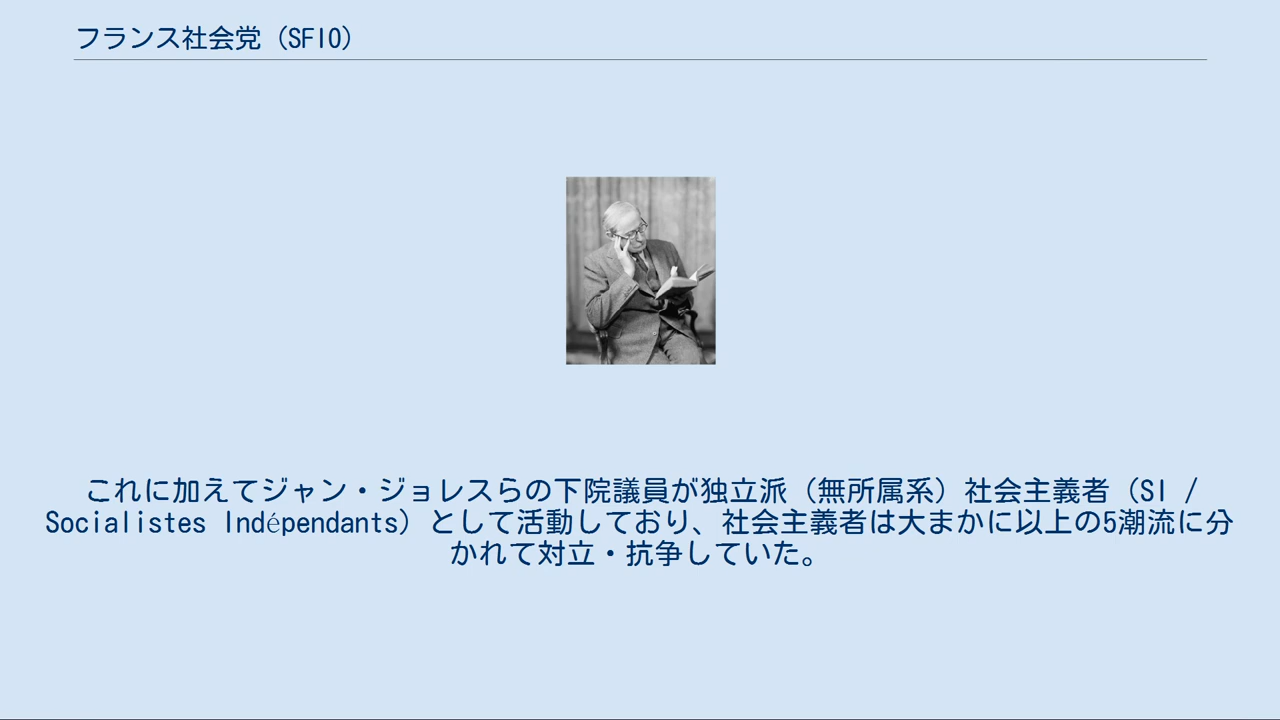 フランス社会党（SFIO）
これに加えてジャン・ジョレスらの下院議員が独立派（無所属系）社会主義者（SI /
Socialistes Indépendants）として活動しており、社会主義者は大まかに以上の5潮流に分
かれて対立・抗争していた。